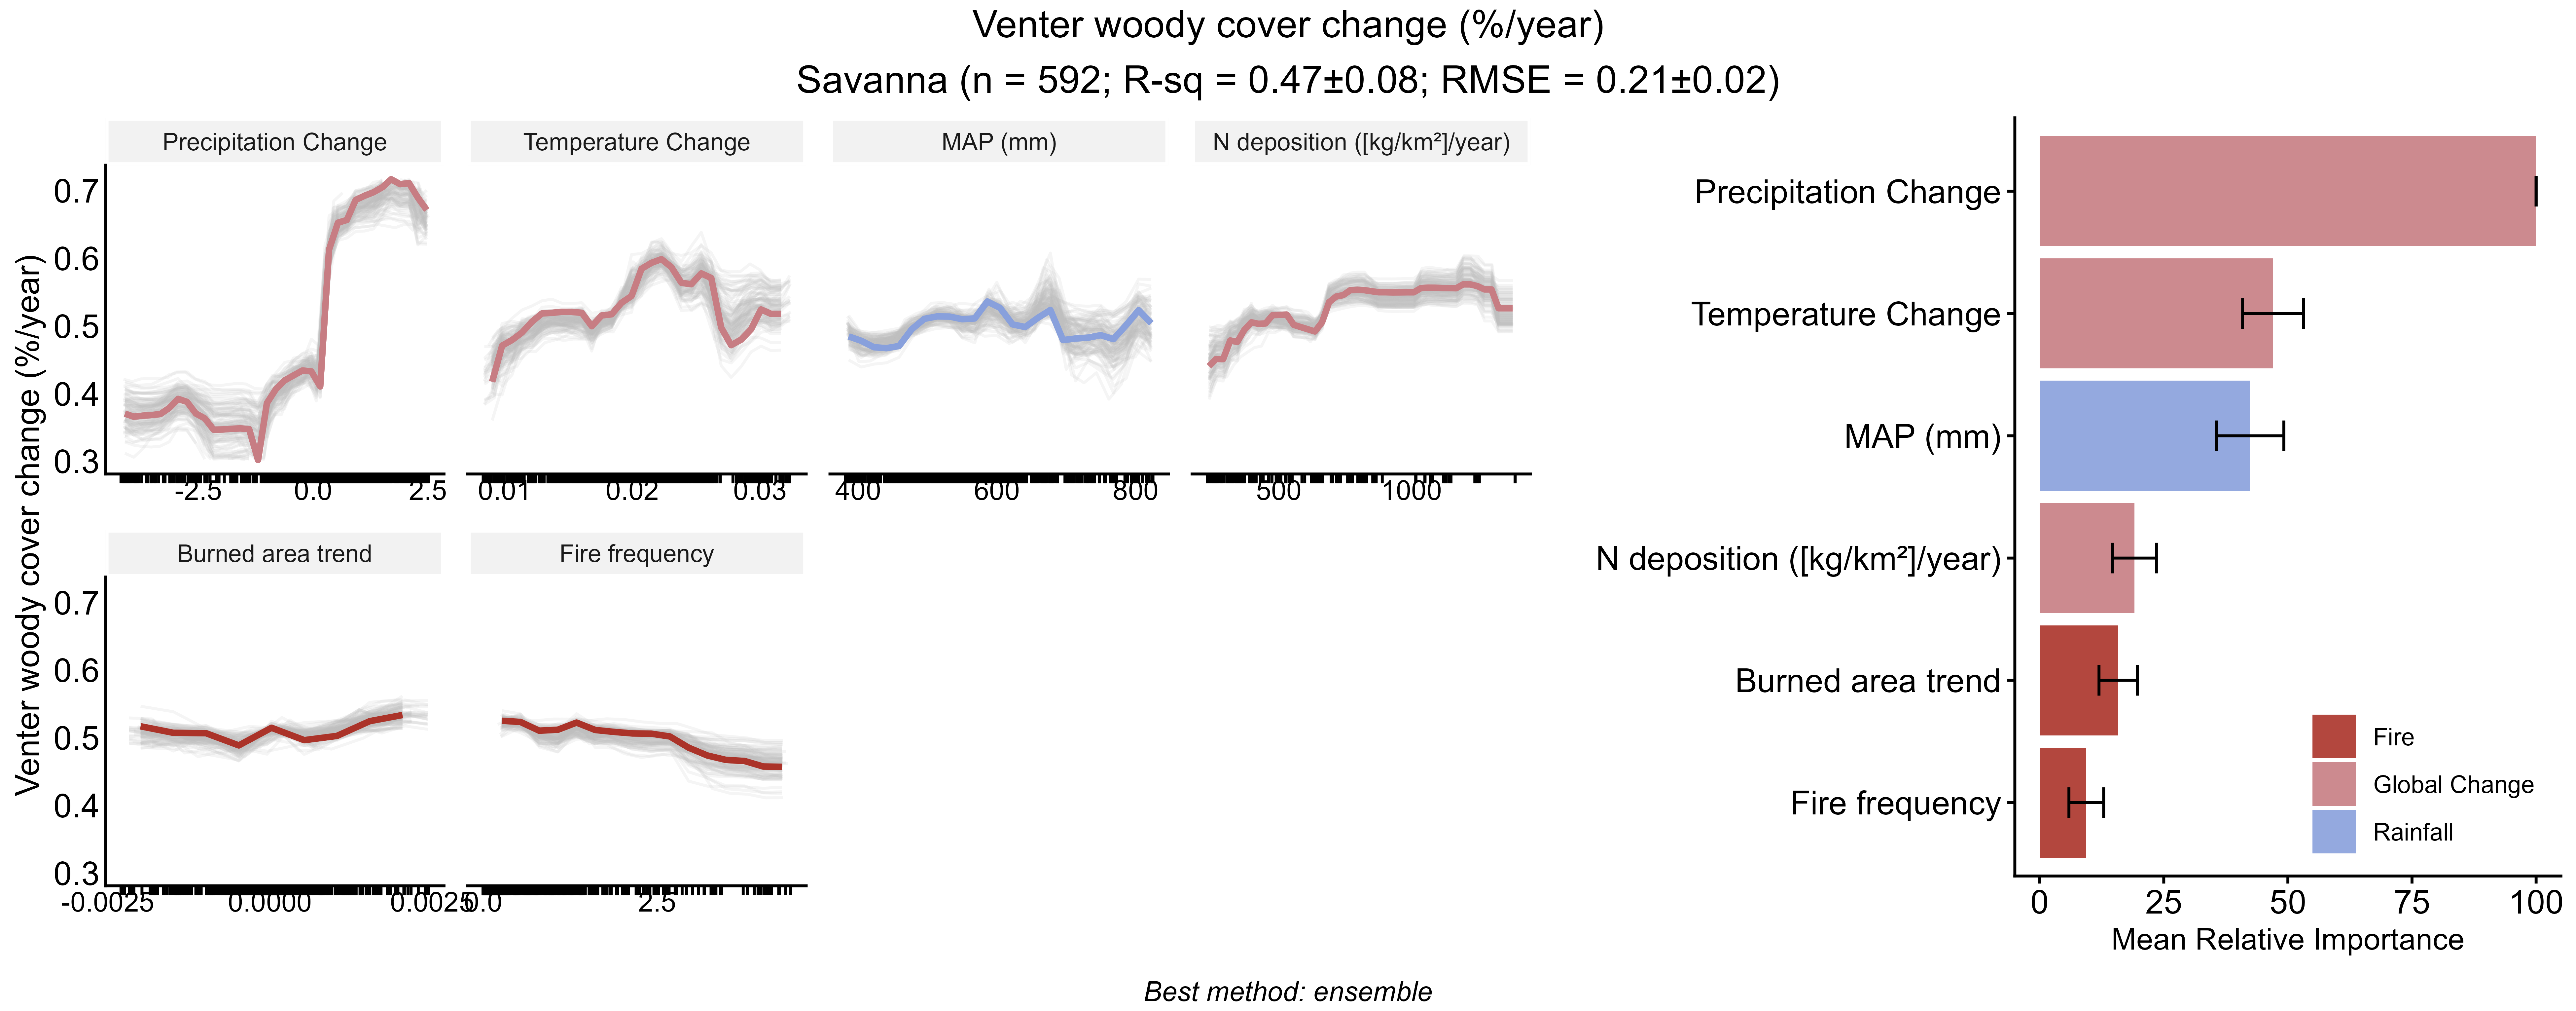 Venter woody cover change (%/year)
Savanna (n = 592; R-sq = 0.47±0.08; RMSE = 0.21±0.02)
Venter woody cover change (%/year)
Precipitation Change
Temperature Change
MAP (mm)
N deposition ([kg/km²]/year)
0.7
0.6
0.5
0.4
0.3
-2.5 0.0 2.5
0.01 0.02 0.03
400 600 800
500 1000
Burned area trend
Fire frequency
0.7
0.6
0.5
0.4
0.3
-0.0025 0.0000 0.0025
0.0 2.5
Precipitation Change
Temperature Change
MAP (mm)
N deposition ([kg/km²]/year)
Burned area trend
Fire frequency
Fire
Global Change
Rainfall
0 25 50 75 100
Mean Relative Importance
Best method: ensemble